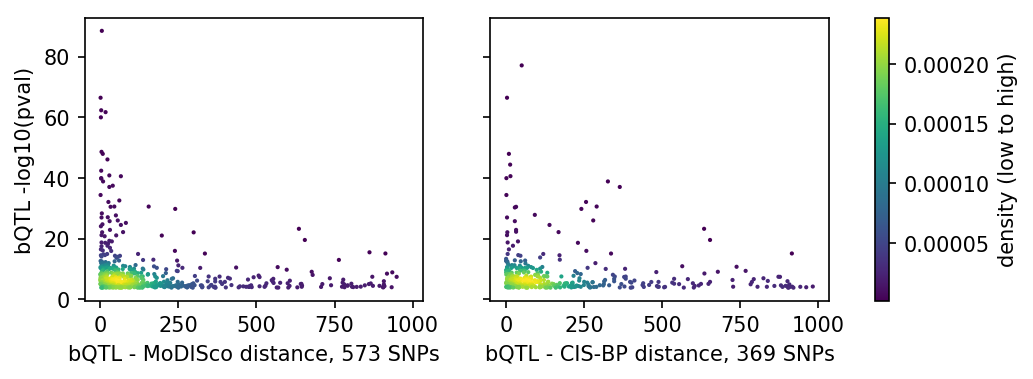 bQTL -log10(pval)
80
60
40
20
0
0 250 500 750 1000
bQTL - MoDISco distance, 573 SNPs
0 250 500 750 1000
bQTL - CIS-BP distance, 369 SNPs
0.00020
0.00015
0.00010
0.00005
density (low to high)